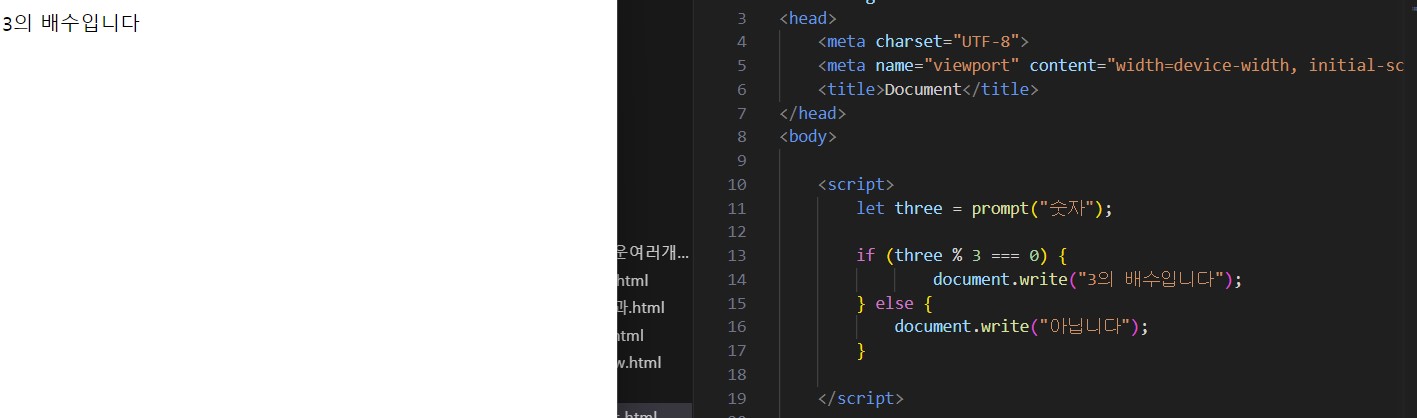 3의 배수입니다
운여러개...
html
과.html
html
w.html
html
3 <head>
4 <meta charset="UTF-8">
5 <meta name="viewport" content="width=device-width, initial-sc
6 <title>Document</title>
7 </head>
8 <body>
9
10 <script>
11 let three = prompt("숫자");
12
13 if (three % 3 === 0) {
14 document.write("3의 배수입니다");
15 } else {
16 document.write("아닙니다");
17 }
18
19 </script>